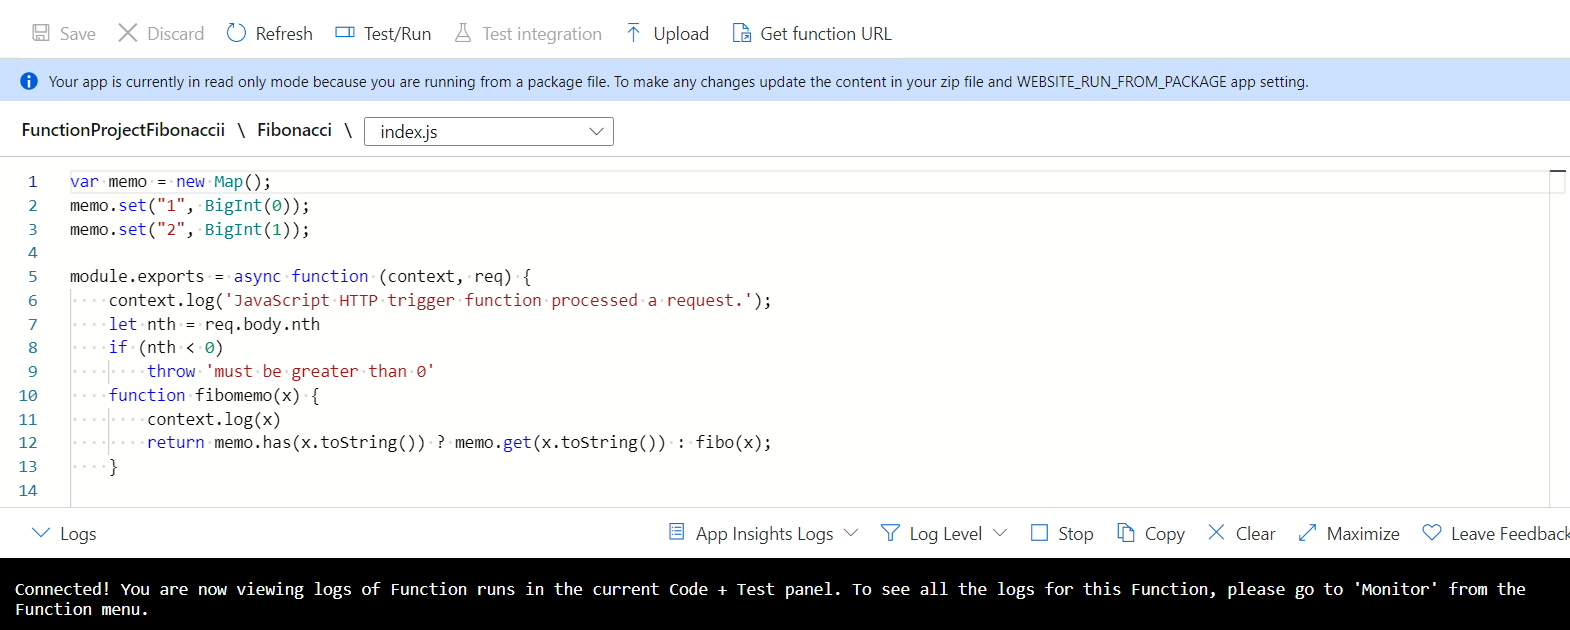 Save Discard Refresh Test/Run Test integration Upload Get function URL
Your app is currently in read only mode because you are running from a package file. To make any changes update the content in your zip file and WEBSITE_RUN_FROM_PACKAGE app setting.
FunctionProjectFibonaccii \ Fibonacci \ index.js
1 var memo = new Map();
2 memo.set("1", BigInt(0));
3 memo.set("2", BigInt(1));
4
5 module.exports = async function (context, req) {
6     context.log('JavaScript HTTP trigger function processed a request.');
7     let nth = req.body.nth
8     if (nth < 0)
9         throw 'must be greater than 0'
10     function fibomemo(x) {
11         context.log(x)
12         return memo.has(x.toString()) ? memo.get(x.toString()) : fibo(x);
13     }
14
Logs App Insights Logs Log Level Stop Copy Clear Maximize Leave Feedback
Connected! You are now viewing logs of Function runs in the current Code + Test panel. To see all the logs for this Function, please go to 'Monitor' from the
Function menu.